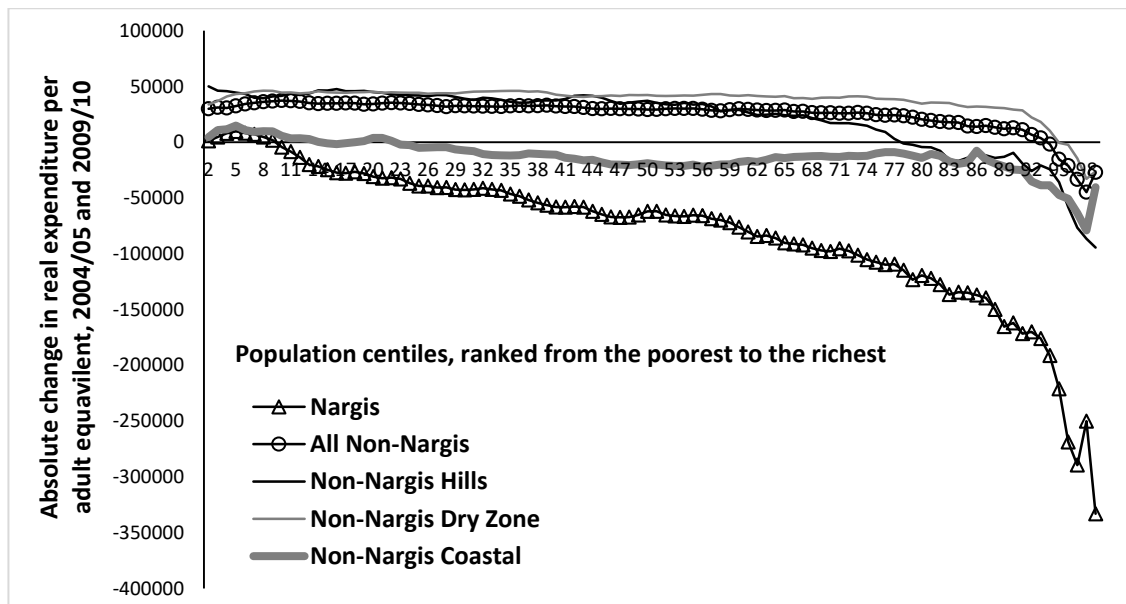 Absolute change in real expenditure per
adult equavilent, 2004/05 and 2009/10
100000
50000
0
-50000
-100000
-150000
-200000
-250000
-300000
-350000
-400000
2 5 8 11 17 20 23 26 29 32 35 38 41 44 47 50 53 56 59 62 65 68 71 74 77 80 83 86 92 98
Population centiles, ranked from the poorest to the richest
Nargis
All Non-Nargis
Non-Nargis Hills
Non-Nargis Dry Zone
Non-Nargis Coastal